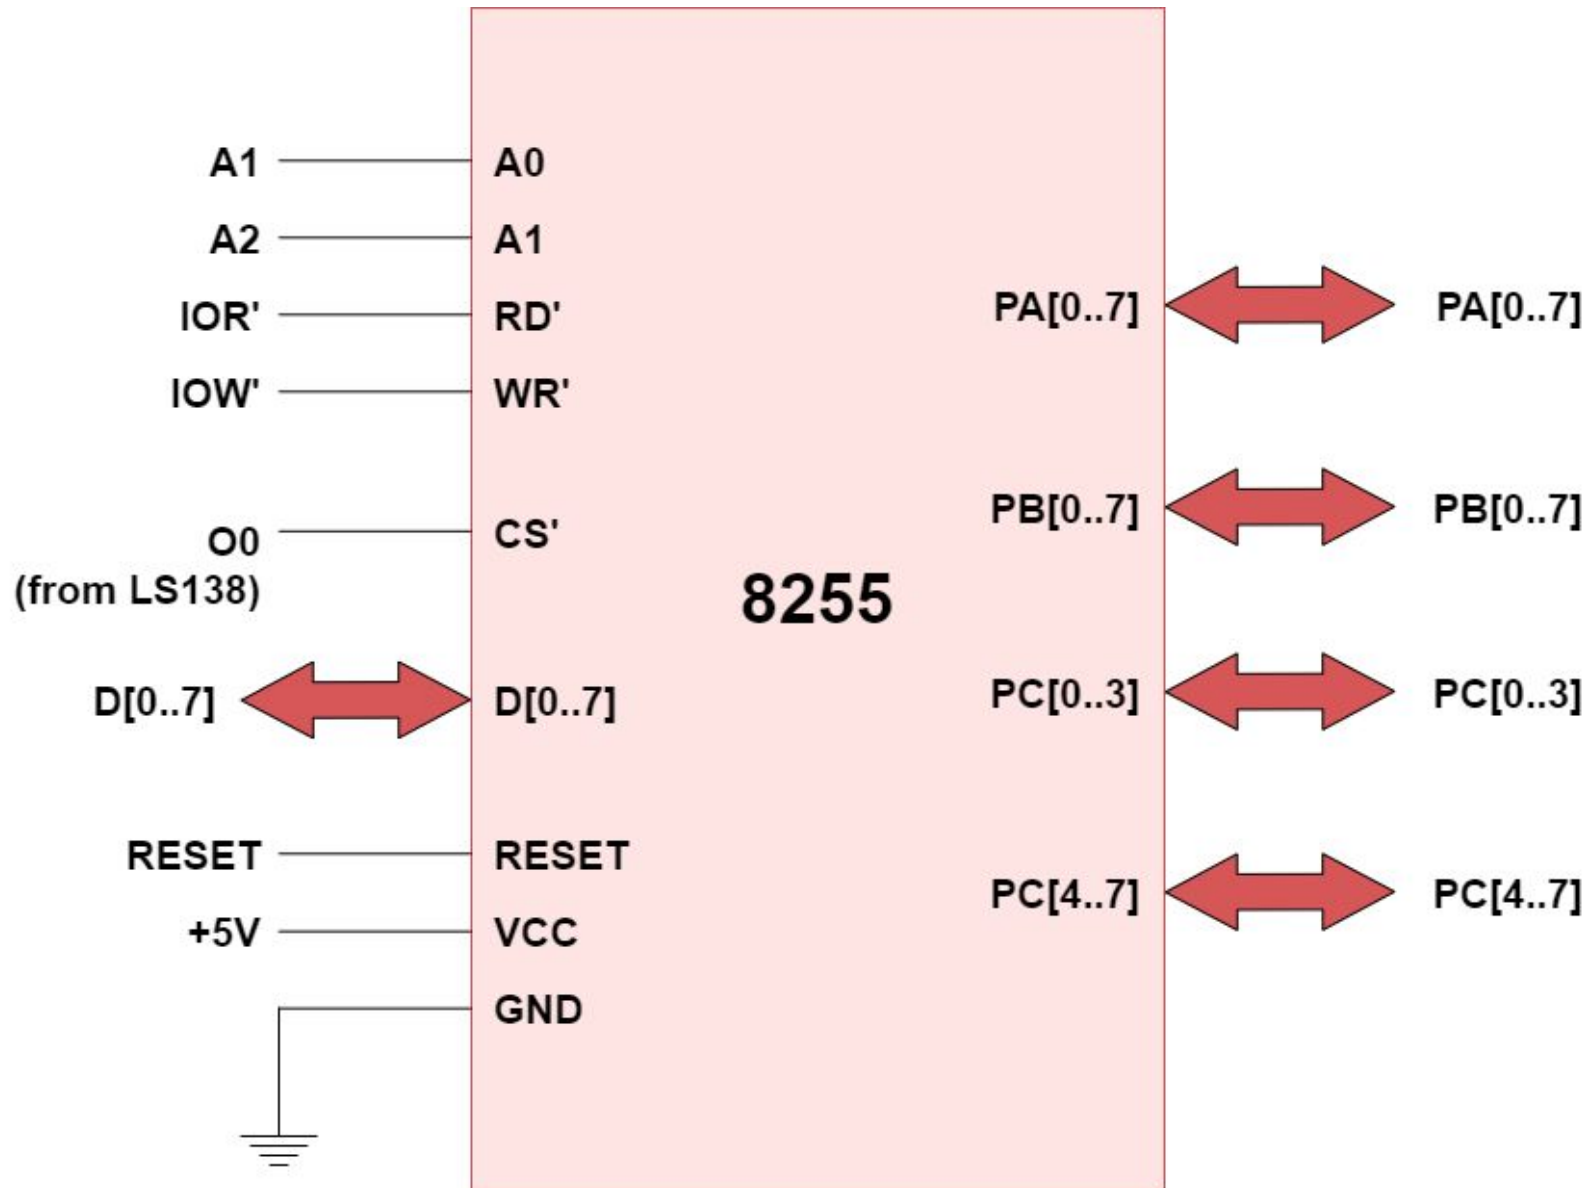 A1 A0
A2 A1
IOR' RD'
PA[0..7] PA[0..7]
IOW' WR'
PB[0..7] PB[0..7]
O0 CS'
(from LS138)
8255
D[0..7] D[0..7]
PC[0..3] PC[0..3]
RESET RESET
PC[4..7] PC[4..7]
+5V VCC
GND